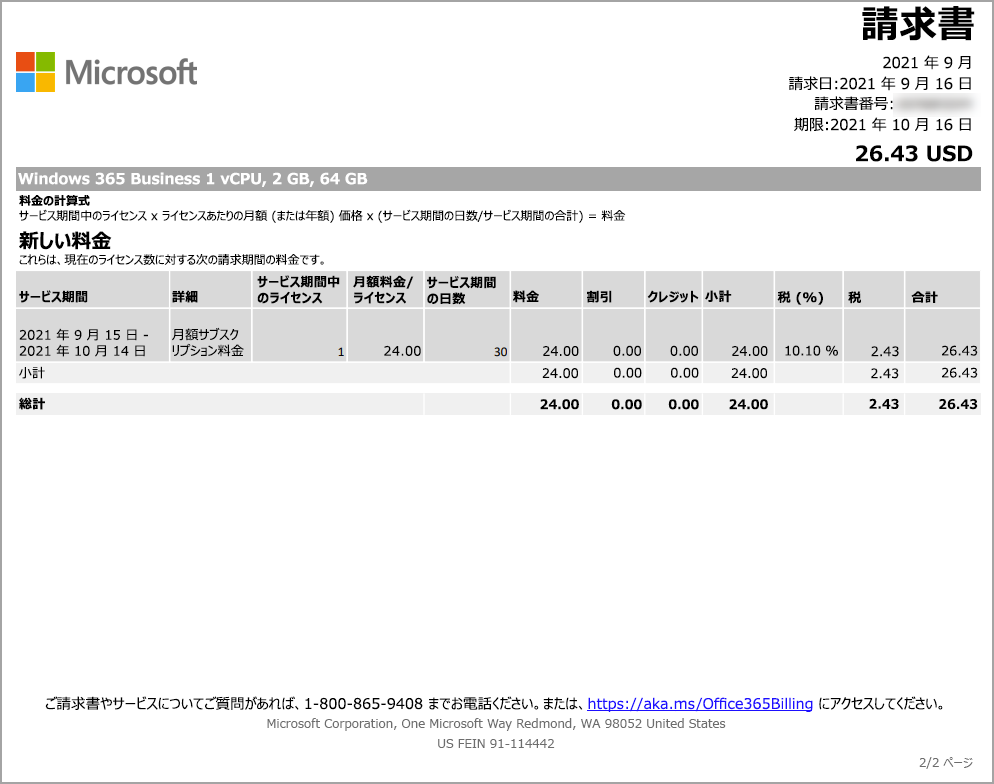 請求書
Microsoft
2021 年 9 月
請求日:2021 年 9 月 16 日
請求書番号:
期限:2021 年 10 月 16 日
26.43 USD
Windows 365 Business 1 vCPU, 2 GB, 64 GB
料金の計算式
サービス期間中のライセンス x ライセンスあたりの月額 (または年額) 価格 x (サービス期間の日数/サービス期間の合計) = 料金
新しい料金
これらは、現在のライセンス数に対する次の請求期間の料金です。
サービス期間 詳細 サービス期間中のライセンス 月額料金/ライセンス サービス期間の日数 料金 割引 クレジット 小計 税 (%) 税 合計
2021 年 9 月 15 日 - 2021 年 10 月 14 日 月額サブスクリプション料金 1 24.00 30 24.00 0.00 0.00 24.00 10.10 % 2.43 26.43
小計 24.00 0.00 0.00 24.00 2.43 26.43
総計 24.00 0.00 0.00 24.00 2.43 26.43
ご請求書やサービスについてご質問があれば、1-800-865-9408 までお電話ください。または、https://aka.ms/Office365Billing にアクセスしてください。
Microsoft Corporation, One Microsoft Way Redmond, WA 98052 United States
US FEIN 91-114442
2/2 ページ